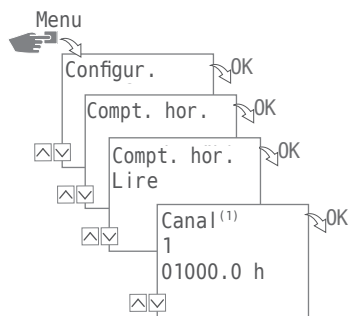 Menu
Configur.
OK
Compt. hor.
OK
Compt. hor.
Lire
OK
Canal(1)
1
01000.0 h
OK